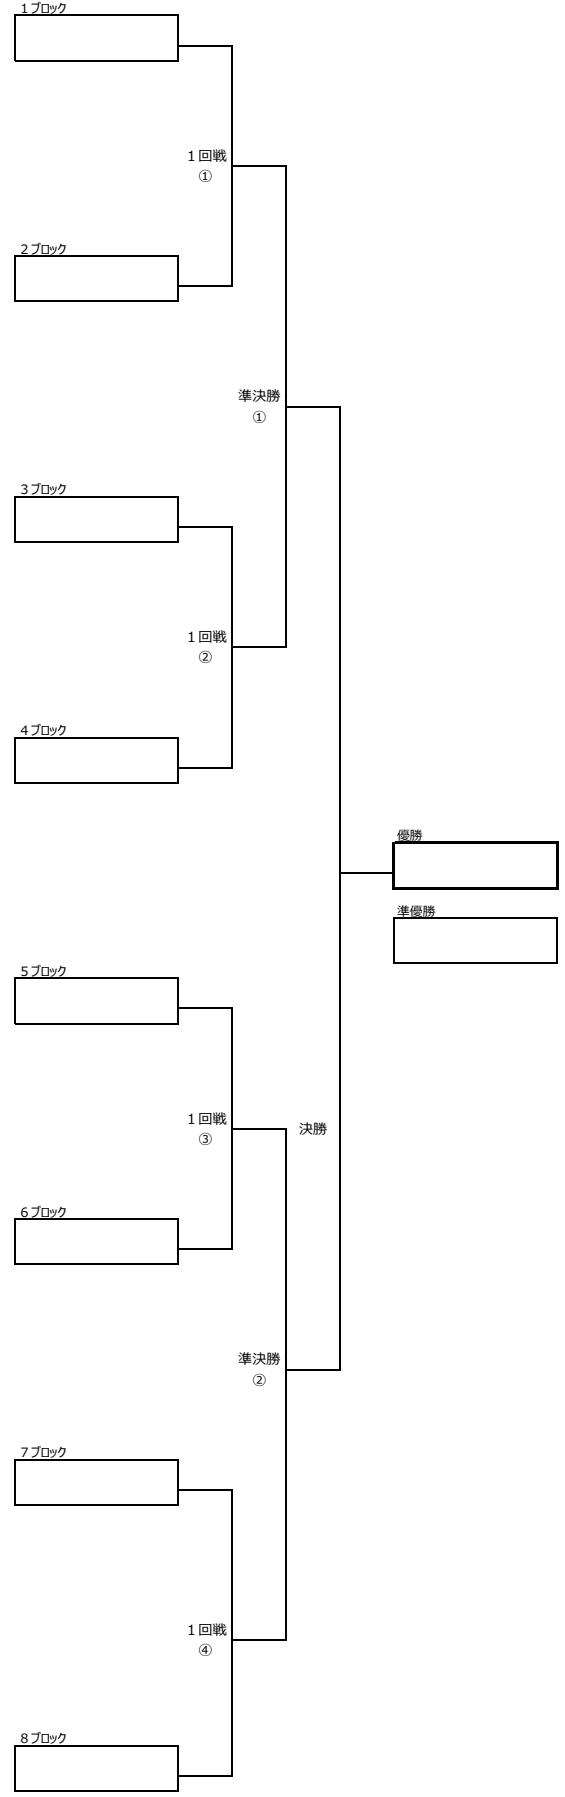 １ブロック
１回戦
①
２ブロック
準決勝
①
３ブロック
１回戦
②
４ブロック
優勝
準優勝
５ブロック
１回戦
③
決勝
６ブロック
準決勝
②
７ブロック
１回戦
④
８ブロック